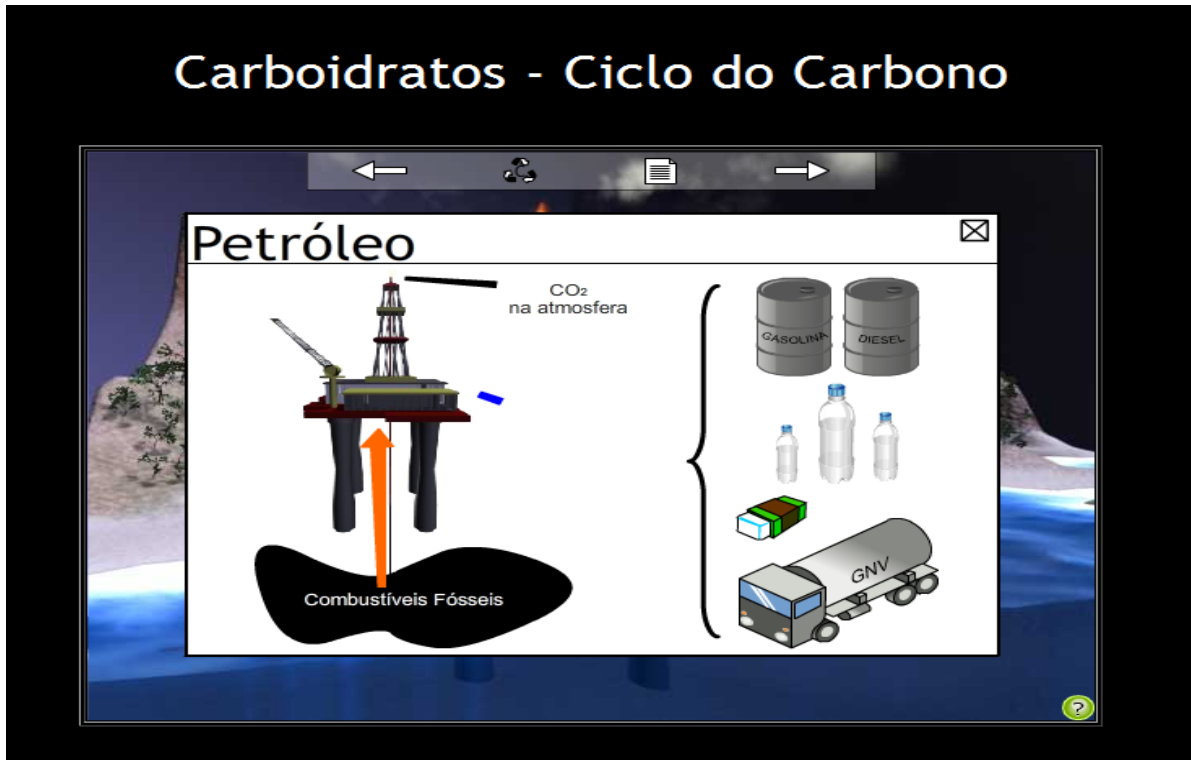 Carboidratos - Ciclo do Carbono
Petróleo
CO₂
na atmosfera
GASOLINA
DIESEL
GNV
Combustíveis Fósseis
?